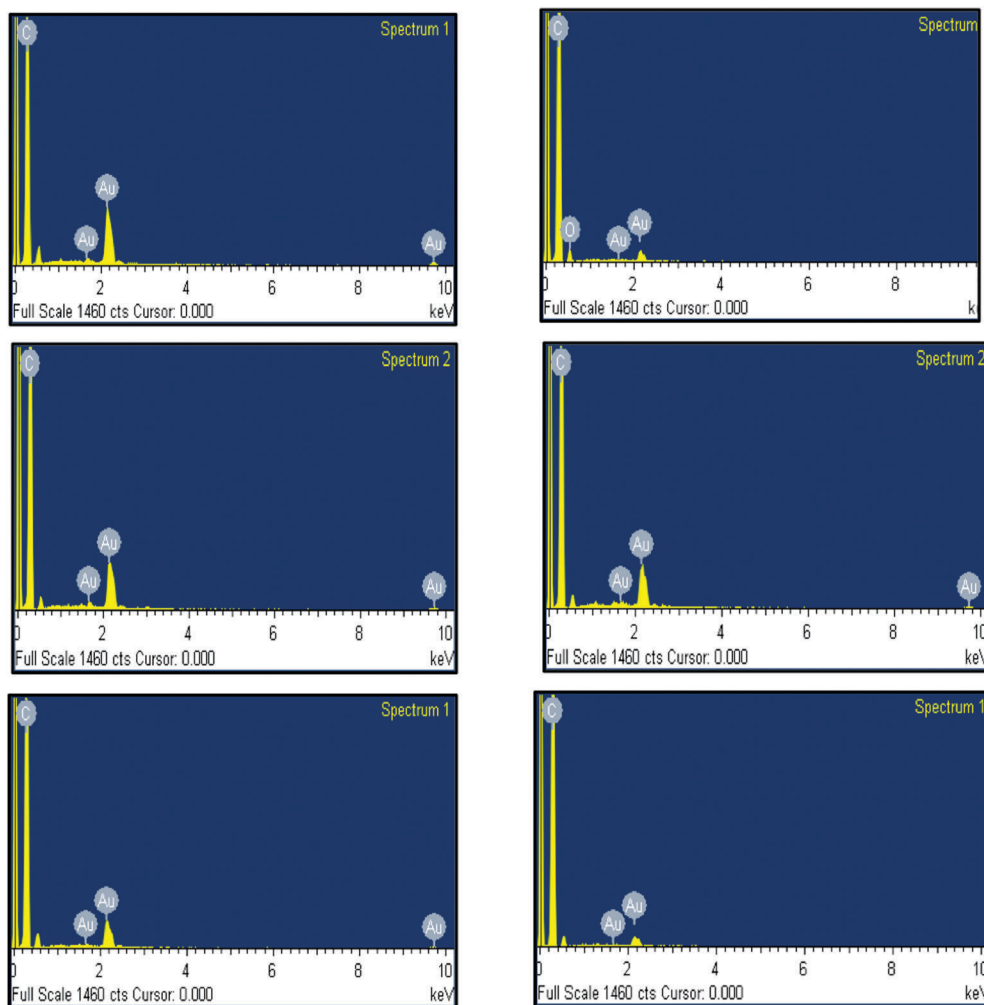 C
Spectrum 1
Au
Au
Au
0 2 4 6 8 10
Full Scale 1460 cts Cursor: 0.000 keV
C
Spectrum
O
Au
Au
0 2 4 6 8
Full Scale 1460 cts Cursor: 0.000 k
C
Spectrum 2
Au
Au
Au
0 2 4 6 8 10
Full Scale 1460 cts Cursor: 0.000 keV
C
Spectrum 2
Au
Au
Au
0 2 4 6 8 10
Full Scale 1460 cts Cursor: 0.000 keV
C
Spectrum 1
Au
Au
Au
0 2 4 6 8 10
Full Scale 1460 cts Cursor: 0.000 keV
C
Spectrum 1
Au
Au
0 2 4 6 8 10
Full Scale 1460 cts Cursor: 0.000 keV